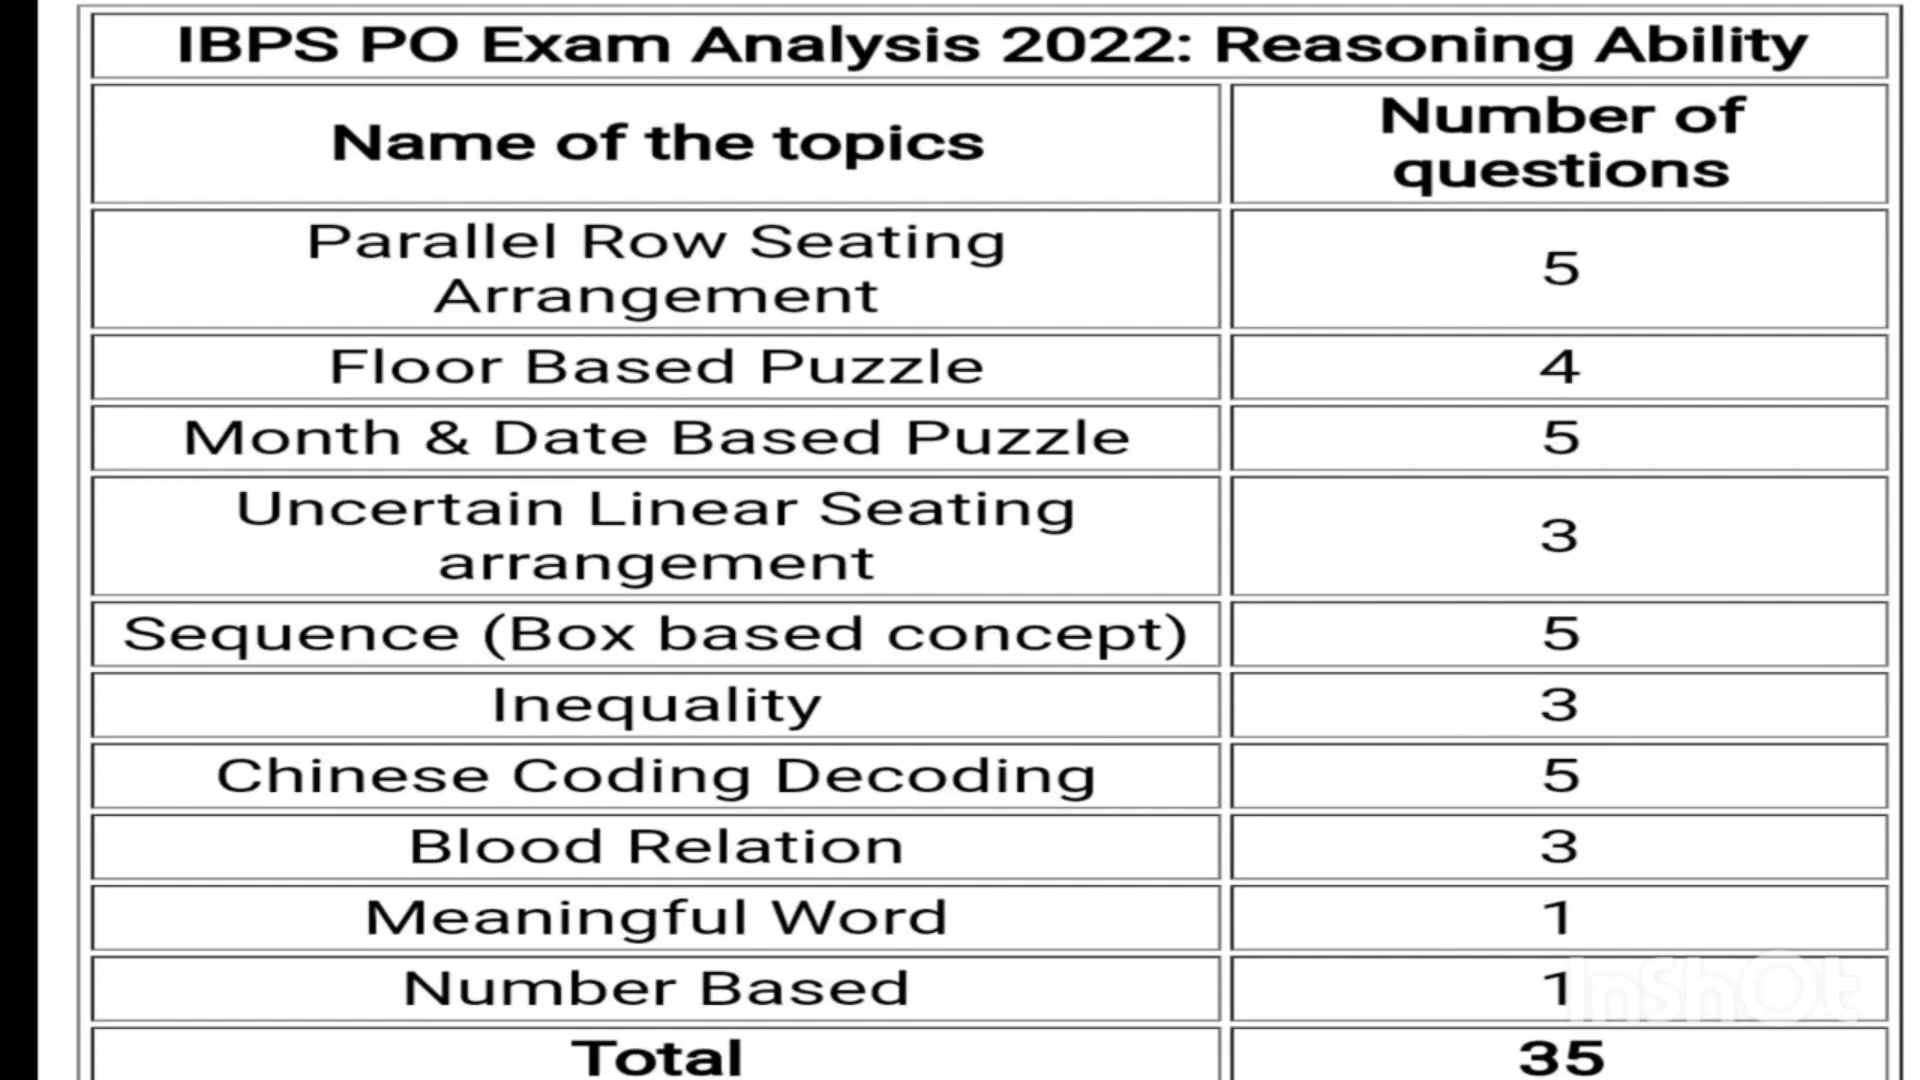 IBPS PO Exam Analysis 2022: Reasoning Ability
Name of the topics
Number of
questions
Parallel Row Seating
Arrangement
5
Floor Based Puzzle
4
Month & Date Based Puzzle
5
Uncertain Linear Seating
arrangement
3
Sequence (Box based concept)
5
Inequality
3
Chinese Coding Decoding
5
Blood Relation
3
Meaningful Word
1
Number Based
1
InShOt
Total
35